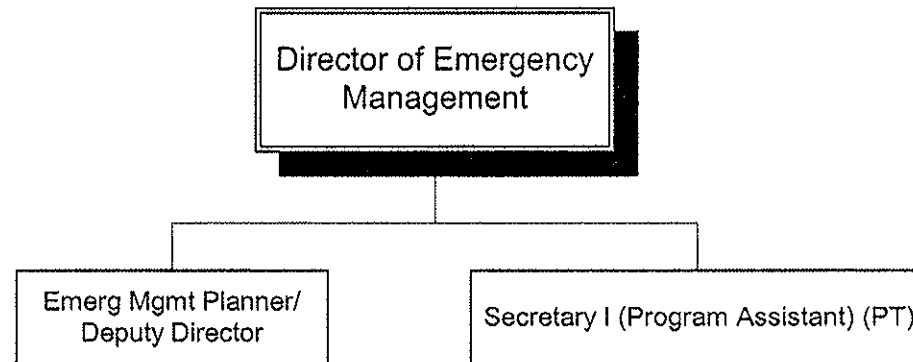 Director of Emergency
Management
Emerg Mgmt Planner/
Deputy Director
Secretary I (Program Assistant) (PT)